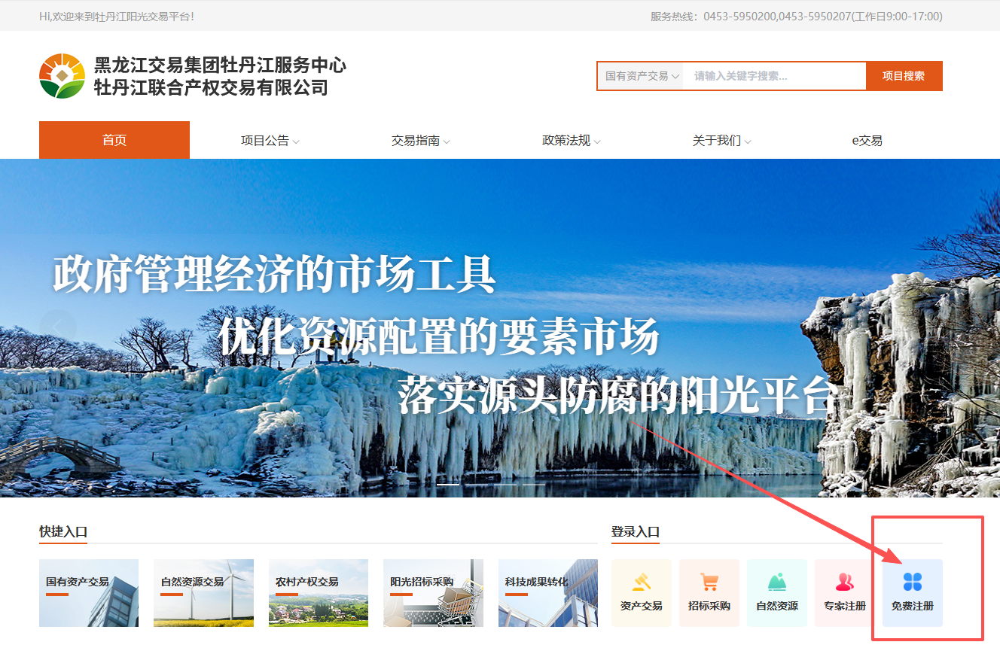 Hi,欢迎来到牡丹江阳光交易平台!
服务热线：0453-5950200,0453-5950207(工作日9:00-17:00)
黑龙江交易集团牡丹江服务中心
牡丹江联合产权交易有限公司
国有资产交易
请输入关键字搜索...
项目搜索
首页
项目公告
交易指南
政策法规
关于我们
e交易
政府管理经济的市场工具
优化资源配置的要素市场
落实源头防腐的阳光平台
快捷入口
登录入口
国有资产交易
自然资源交易
农村产权交易
阳光招标采购
科技成果转化
资产交易
招标采购
自然资源
专家注册
免费注册